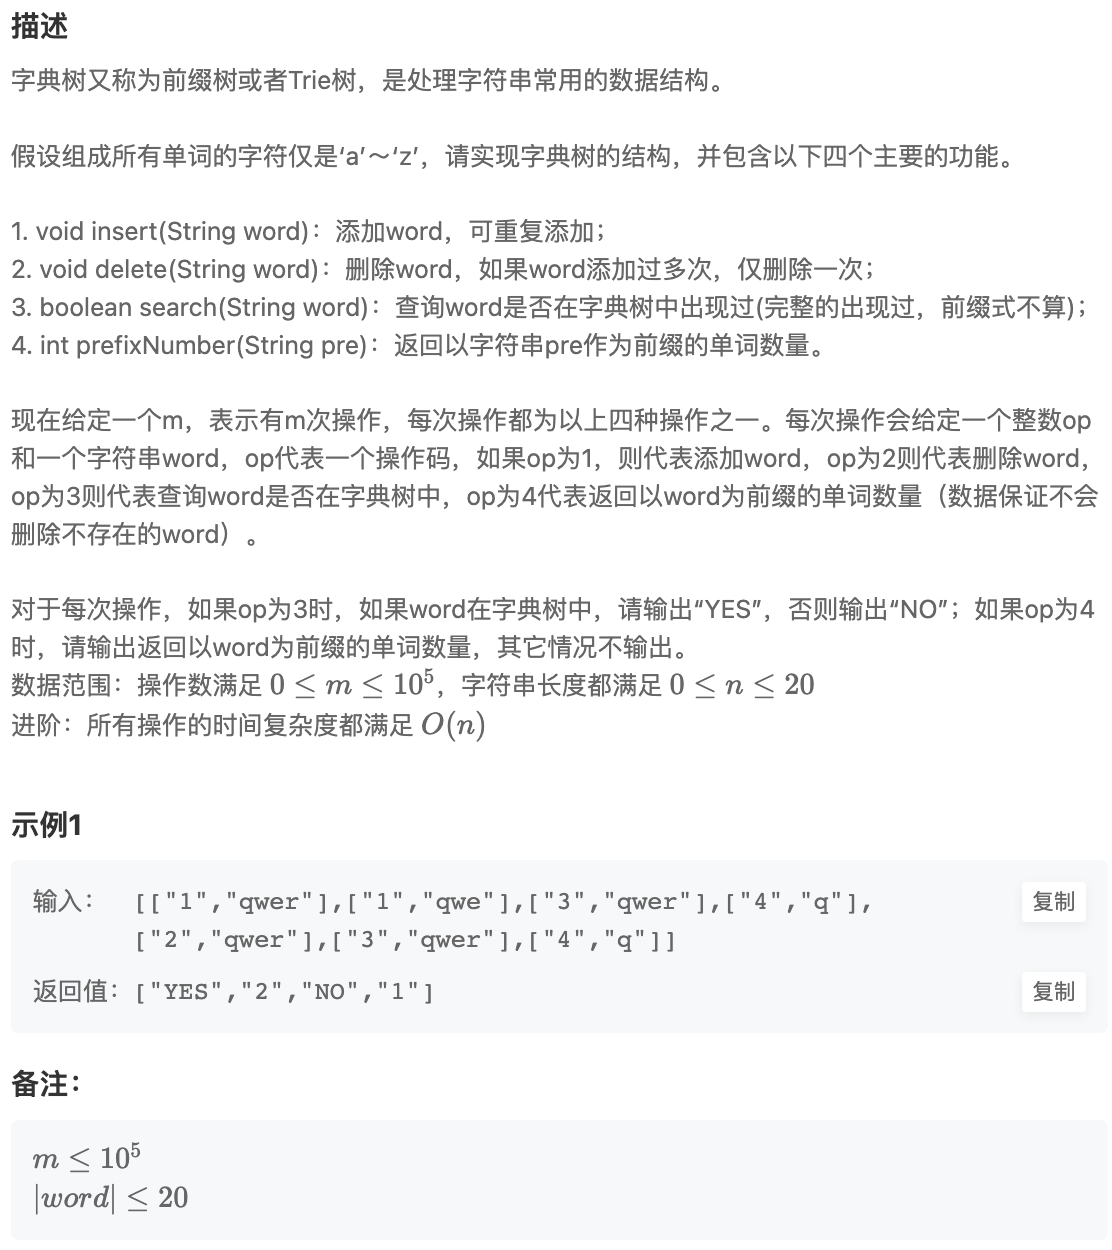 描述
字典树又称为前缀树或者Trie树，是处理字符串常用的数据结构。
假设组成所有单词的字符仅是‘a’～‘z’，请实现字典树的结构，并包含以下四个主要的功能。
1. void insert(String word)：添加word，可重复添加；
2. void delete(String word)：删除word，如果word添加过多次，仅删除一次；
3. boolean search(String word)：查询word是否在字典树中出现过(完整的出现过，前缀式不算)；
4. int prefixNumber(String pre)：返回以字符串pre作为前缀的单词数量。
现在给定一个m，表示有m次操作，每次操作都为以上四种操作之一。每次操作会给定一个整数op
和一个字符串word，op代表一个操作码，如果op为1，则代表添加word，op为2则代表删除word，
op为3则代表查询word是否在字典树中，op为4代表返回以word为前缀的单词数量（数据保证不会
删除不存在的word）。
对于每次操作，如果op为3时，如果word在字典树中，请输出“YES”，否则输出“NO”；如果op为4
时，请输出返回以word为前缀的单词数量，其它情况不输出。
数据范围：操作数满足 0 ≤ m ≤ 10⁵，字符串长度都满足 0 ≤ n ≤ 20
进阶：所有操作的时间复杂度都满足 O(n)
示例1
输入： [["1","qwer"],["1","qwe"],["3","qwer"],["4","q"], 复制
["2","qwer"],["3","qwer"],["4","q"]]
返回值： ["YES","2","NO","1"] 复制
备注：
m ≤ 10⁵
|word| ≤ 20